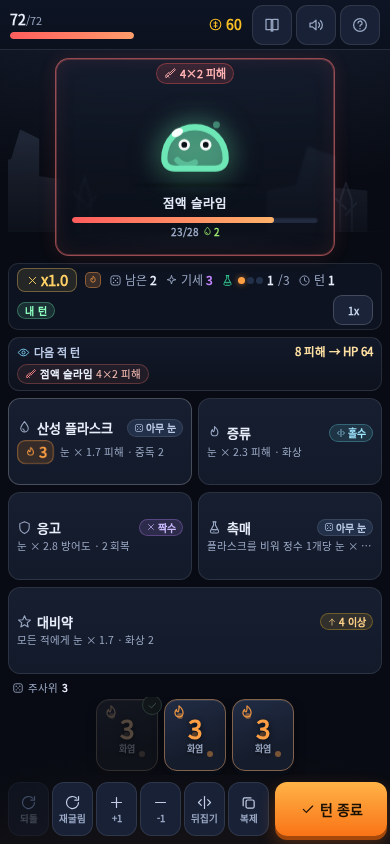 72/72
60
4×2 피해
점액 슬라임
23/28 2
x1.0 남은 2 기세 3 1 /3 턴 1
내 턴
1x
다음 적 턴
8 피해 → HP 64
점액 슬라임 4×2 피해
산성 플라스크 아무 눈
3 눈 × 1.7 피해 · 중독 2
증류 홀수
눈 × 2.3 피해 · 화상
응고 짝수
눈 × 2.8 방어도 · 2 회복
촉매 아무 눈
플라스크를 비워 정수 1개당 눈 × ⋯
대비약 4 이상
모든 적에게 눈 × 1.7 · 화상 2
주사위 3
3 3 3
화염 화염 화염
되돌 재굴림 +1 -1 뒤집기 복제
턴 종료